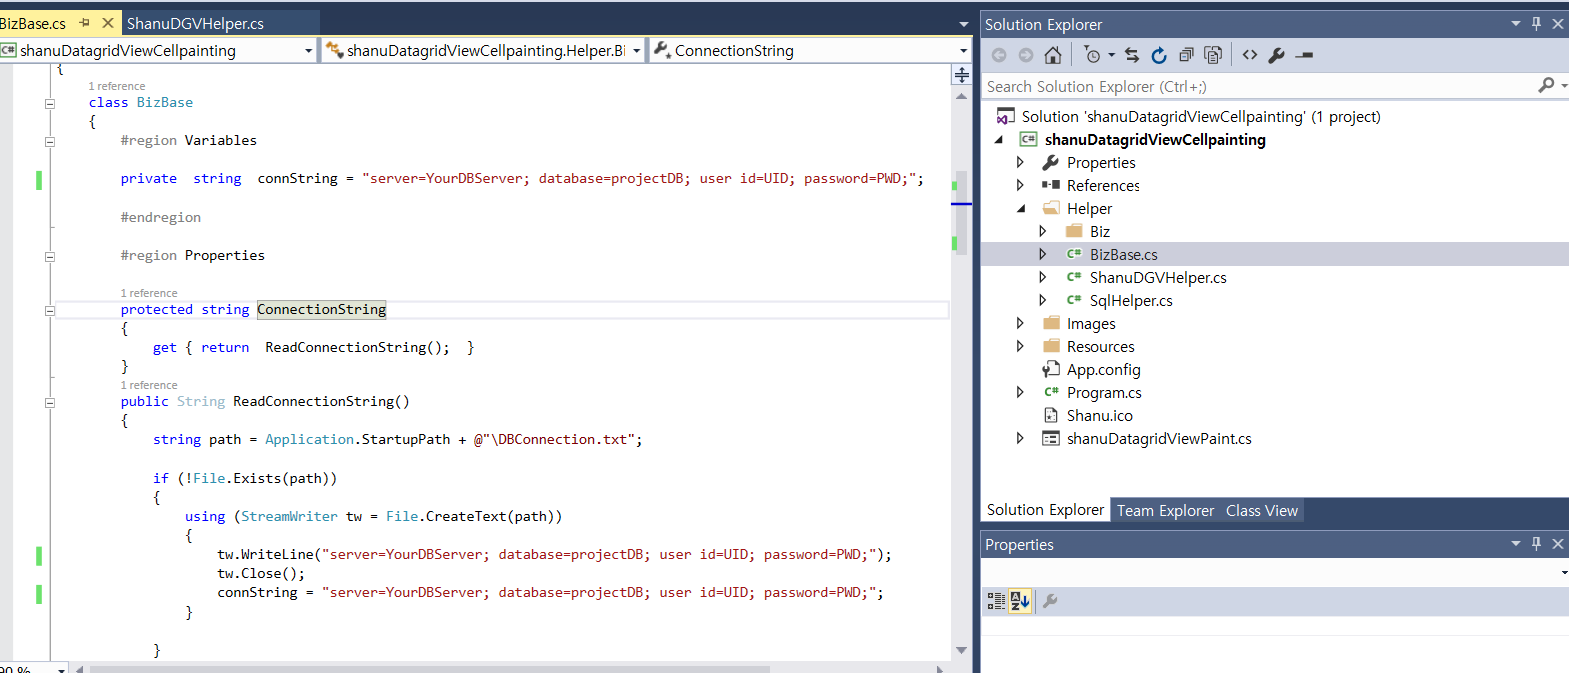 BizBase.cs
ShanuDGVHelper.cs
shanuDatagridViewCellpainting
shanuDatagridViewCellpainting.Helper.Bi
ConnectionString
{
1 reference
class BizBase
{
#region Variables
private  string  connString = "server=YourDBServer; database=projectDB; user id=UID; password=PWD;";
#endregion
#region Properties
1 reference
protected string ConnectionString
{
get { return  ReadConnectionString();  }
}
1 reference
public String ReadConnectionString()
{
string path = Application.StartupPath + @"\DBConnection.txt";
if (!File.Exists(path))
{
using (StreamWriter tw = File.CreateText(path))
{
tw.WriteLine("server=YourDBServer; database=projectDB; user id=UID; password=PWD;");
tw.Close();
connString = "server=YourDBServer; database=projectDB; user id=UID; password=PWD;";
}
}
Solution Explorer
Search Solution Explorer (Ctrl+;)
Solution 'shanuDatagridViewCellpainting' (1 project)
C# shanuDatagridViewCellpainting
Properties
References
Helper
Biz
C# BizBase.cs
C# ShanuDGVHelper.cs
C# SqlHelper.cs
Images
Resources
App.config
C# Program.cs
Shanu.ico
shanuDatagridViewPaint.cs
Solution Explorer
Team Explorer
Class View
Properties